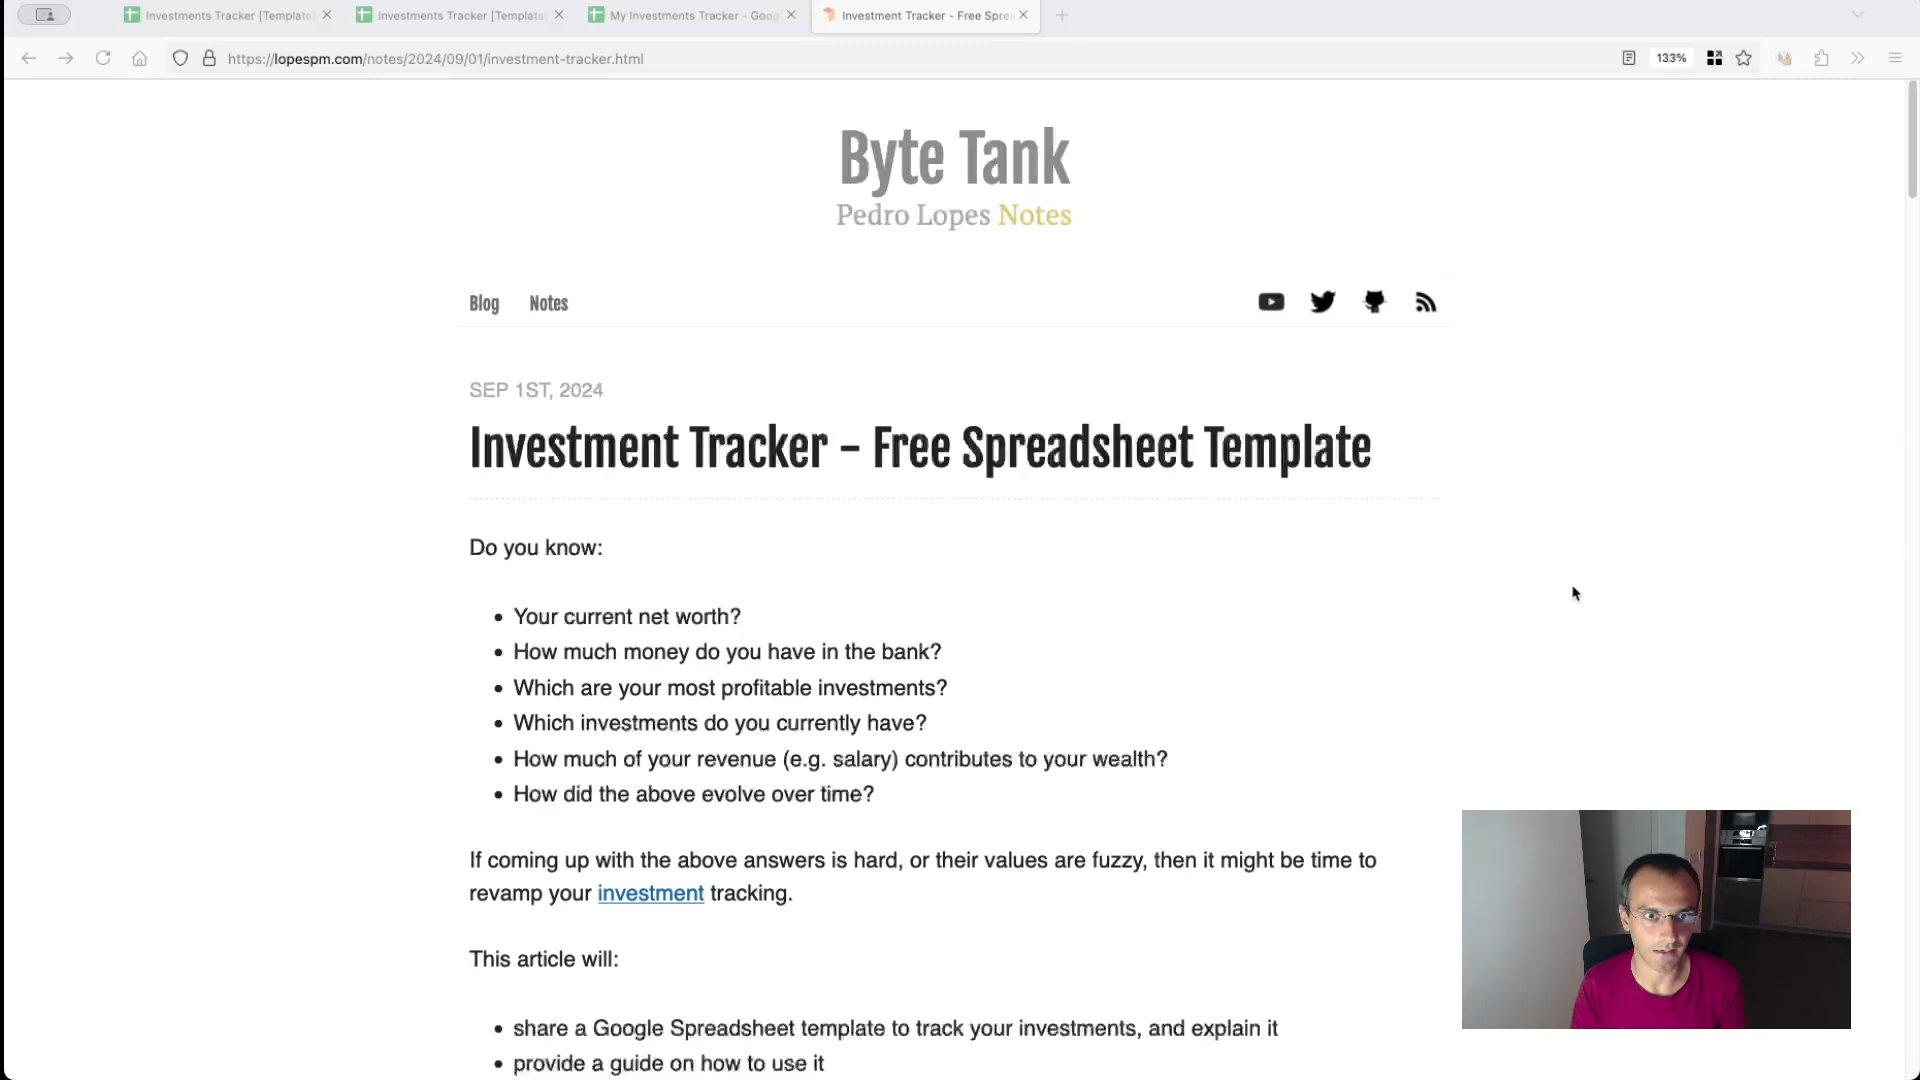 Investments Tracker [Template
Investments Tracker [Template
My Investments Tracker - Goog
Investment Tracker - Free Spre
https://lopespm.com/notes/2024/09/01/investment-tracker.html
133%
Byte Tank
Pedro Lopes Notes
Blog
Notes
SEP 1ST, 2024
Investment Tracker – Free Spreadsheet Template
Do you know:
• Your current net worth?
• How much money do you have in the bank?
• Which are your most profitable investments?
• Which investments do you currently have?
• How much of your revenue (e.g. salary) contributes to your wealth?
• How did the above evolve over time?
If coming up with the above answers is hard, or their values are fuzzy, then it might be time to
revamp your investment tracking.
This article will:
• share a Google Spreadsheet template to track your investments, and explain it
• provide a guide on how to use it